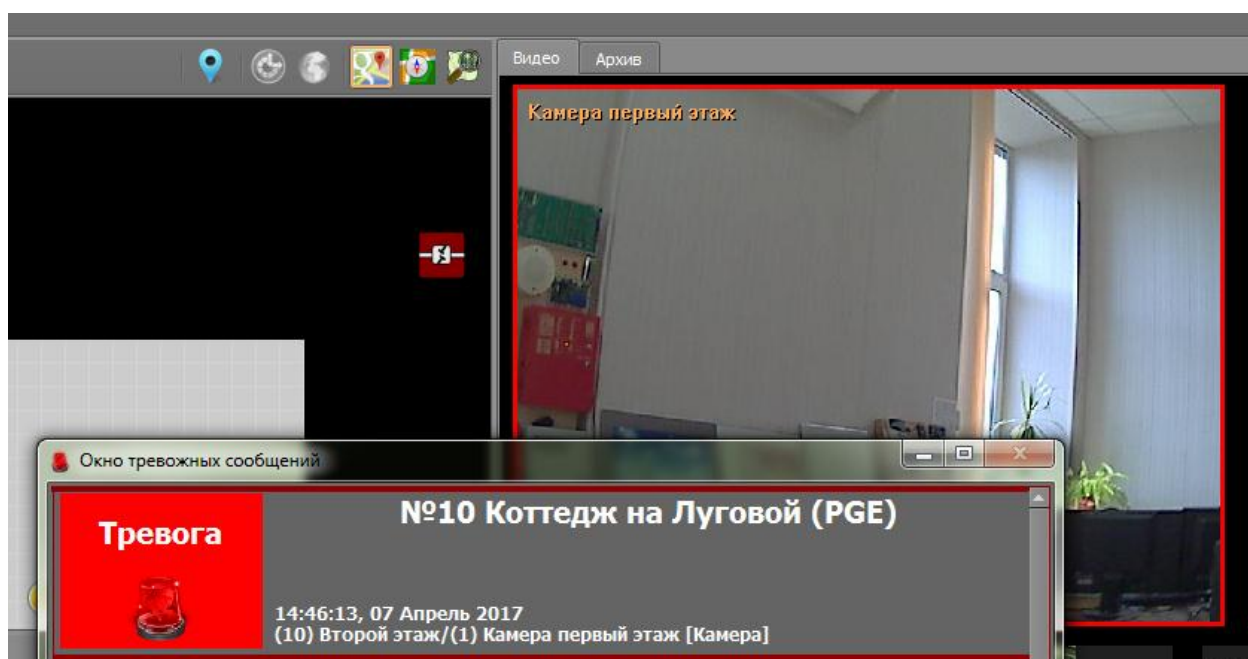 Видео
Архив
Камера первый этаж
Окно тревожных сообщений
Тревога
№10 Коттедж на Луговой (PGE)
14:46:13, 07 Апрель 2017
(10) Второй этаж/(1) Камера первый этаж [Камера]